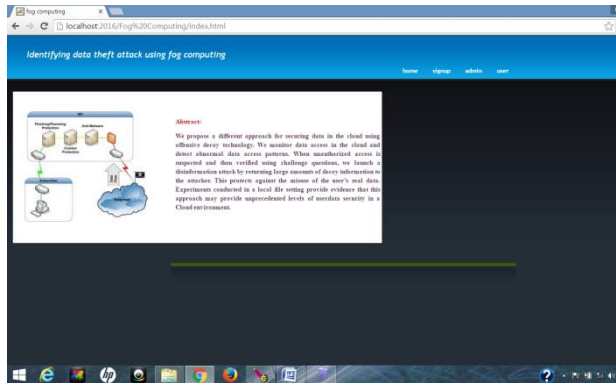 fog computing
localhost:2016/Fog%20Computing/index.html
Identifying data theft attack using fog computing
home signup admin user
Abstract:
We propose a different approach for securing data in the cloud using
offensive decoy technology. We monitor data access in the cloud and
detect abnormal data access patterns. When unauthorized access is
suspected and then verified using challenge questions, we launch a
disinformation attack by returning large amounts of decoy information to
the attacker. This protects against the misuse of the user's real data.
Experiments conducted in a local file setting provide evidence that this
approach may provide unprecedented levels of userdata security in a
Cloud environment.
hp